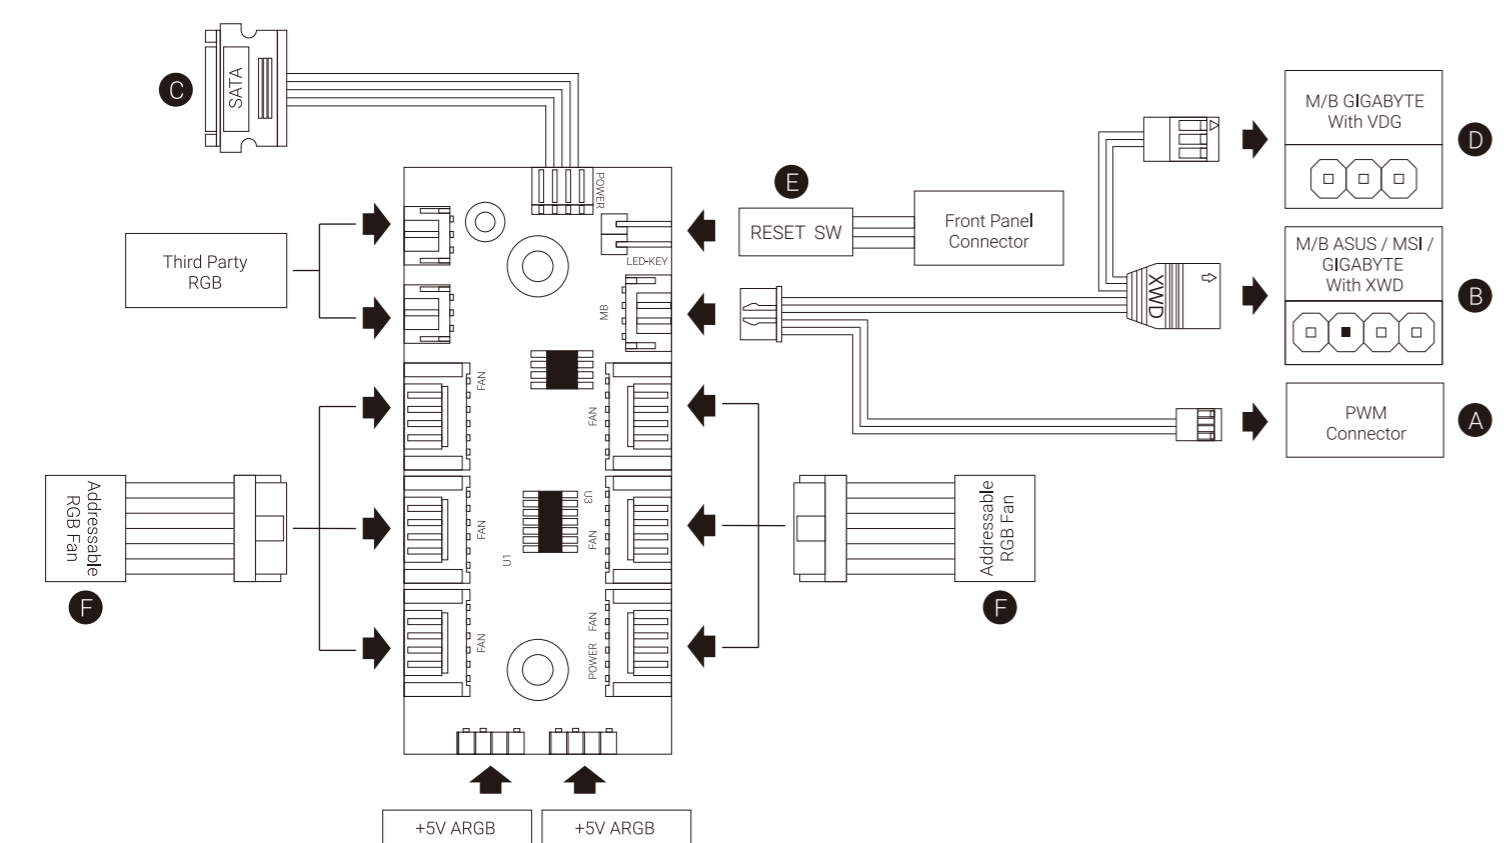 C
SATA
POWER
LED-KEY
MB
Third Party
RGB
E
RESET SW
Front Panel
Connector
M/B GIGABYTE
With VDG
D
XWD
M/B ASUS / MSI /
GIGABYTE
With XWD
B
PWM
Connector
A
FAN
FAN
FAN
FAN
FAN
FAN
U3
U1
POWER
Addressable
RGB Fan
F
Addressable
RGB Fan
F
+5V ARGB
+5V ARGB